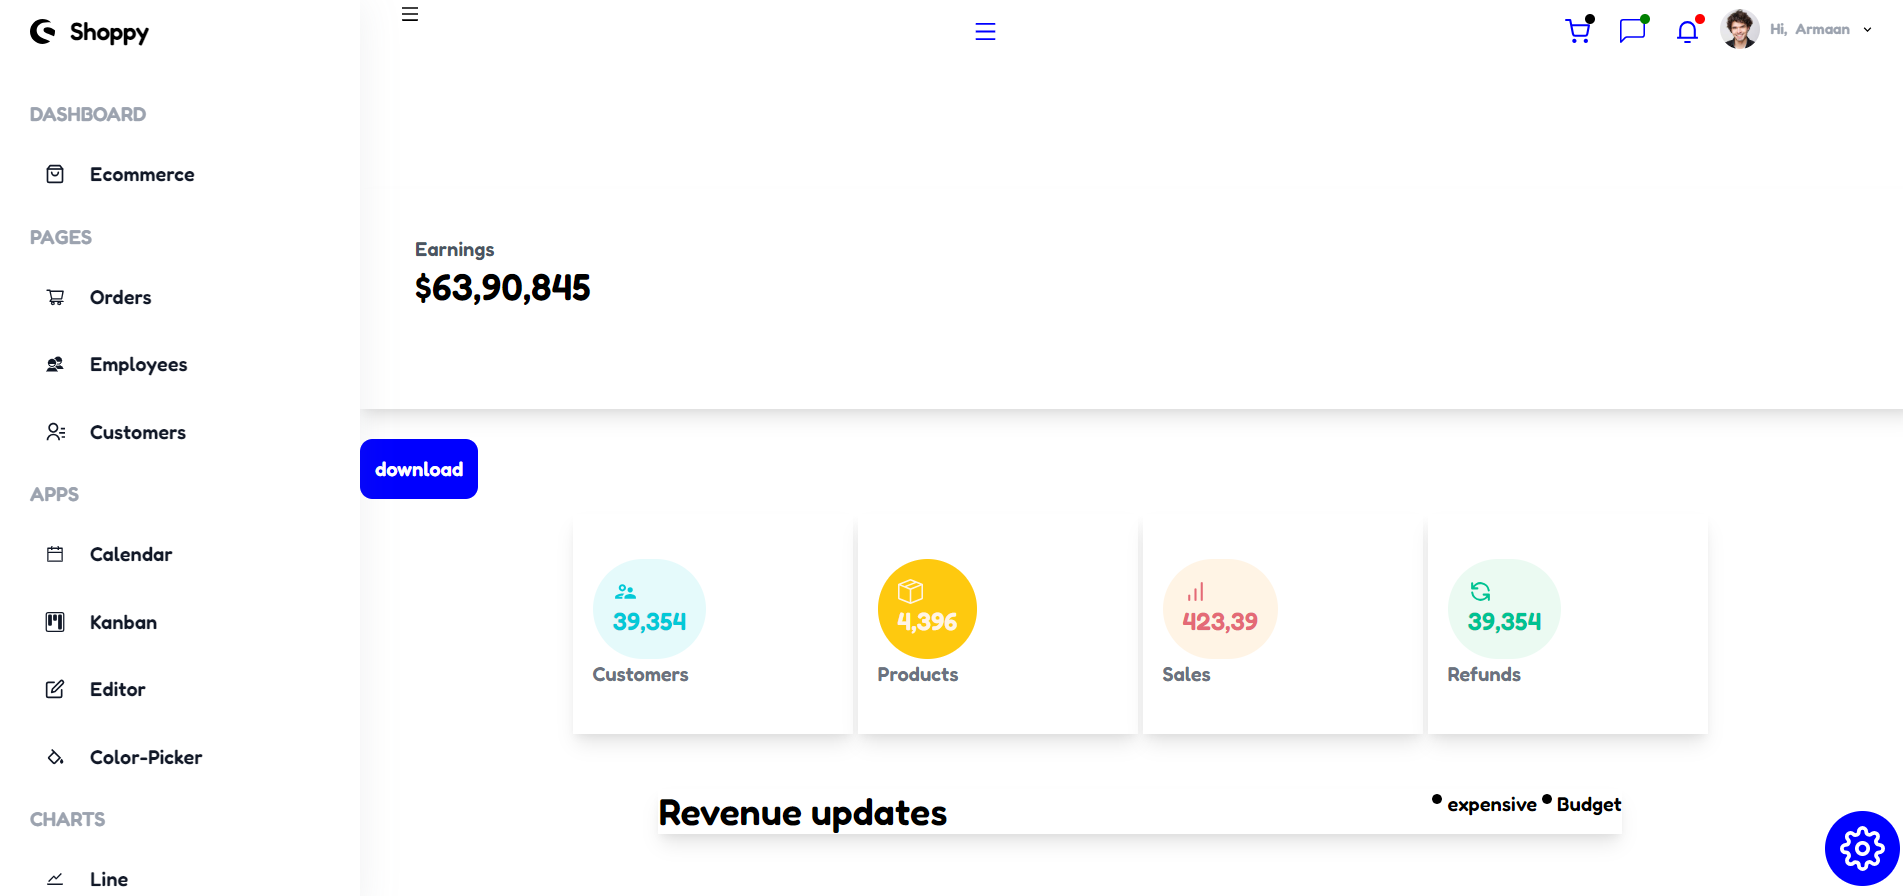 Shoppy
Hi, Armaan
DASHBOARD
Ecommerce
PAGES
Orders
Employees
Customers
APPS
Calendar
Kanban
Editor
Color-Picker
CHARTS
Line
Earnings
$63,90,845
download
39,354
Customers
4,396
Products
423,39
Sales
39,354
Refunds
Revenue updates
expensive Budget